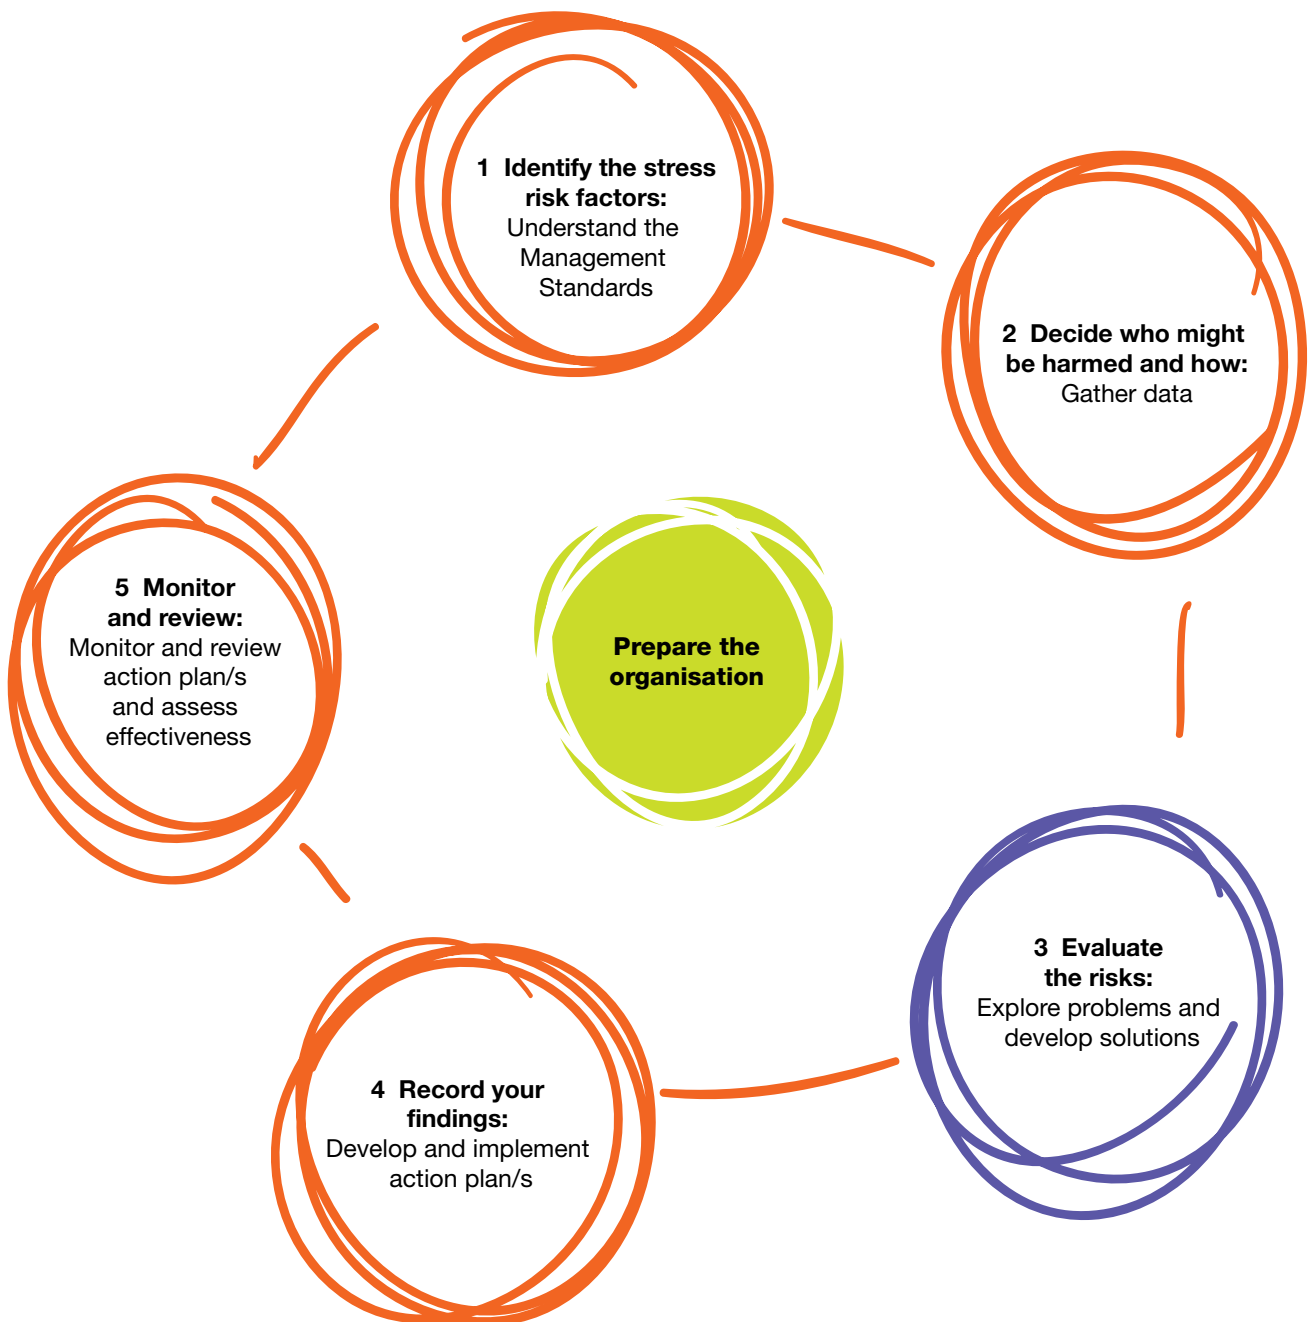 1 Identify the stress
risk factors:
Understand the
Management
Standards
2 Decide who might
be harmed and how:
Gather data
3 Evaluate
the risks:
Explore problems and
develop solutions
4 Record your
findings:
Develop and implement
action plan/s
5 Monitor
and review:
Monitor and review
action plan/s
and assess
effectiveness
Prepare the
organisation